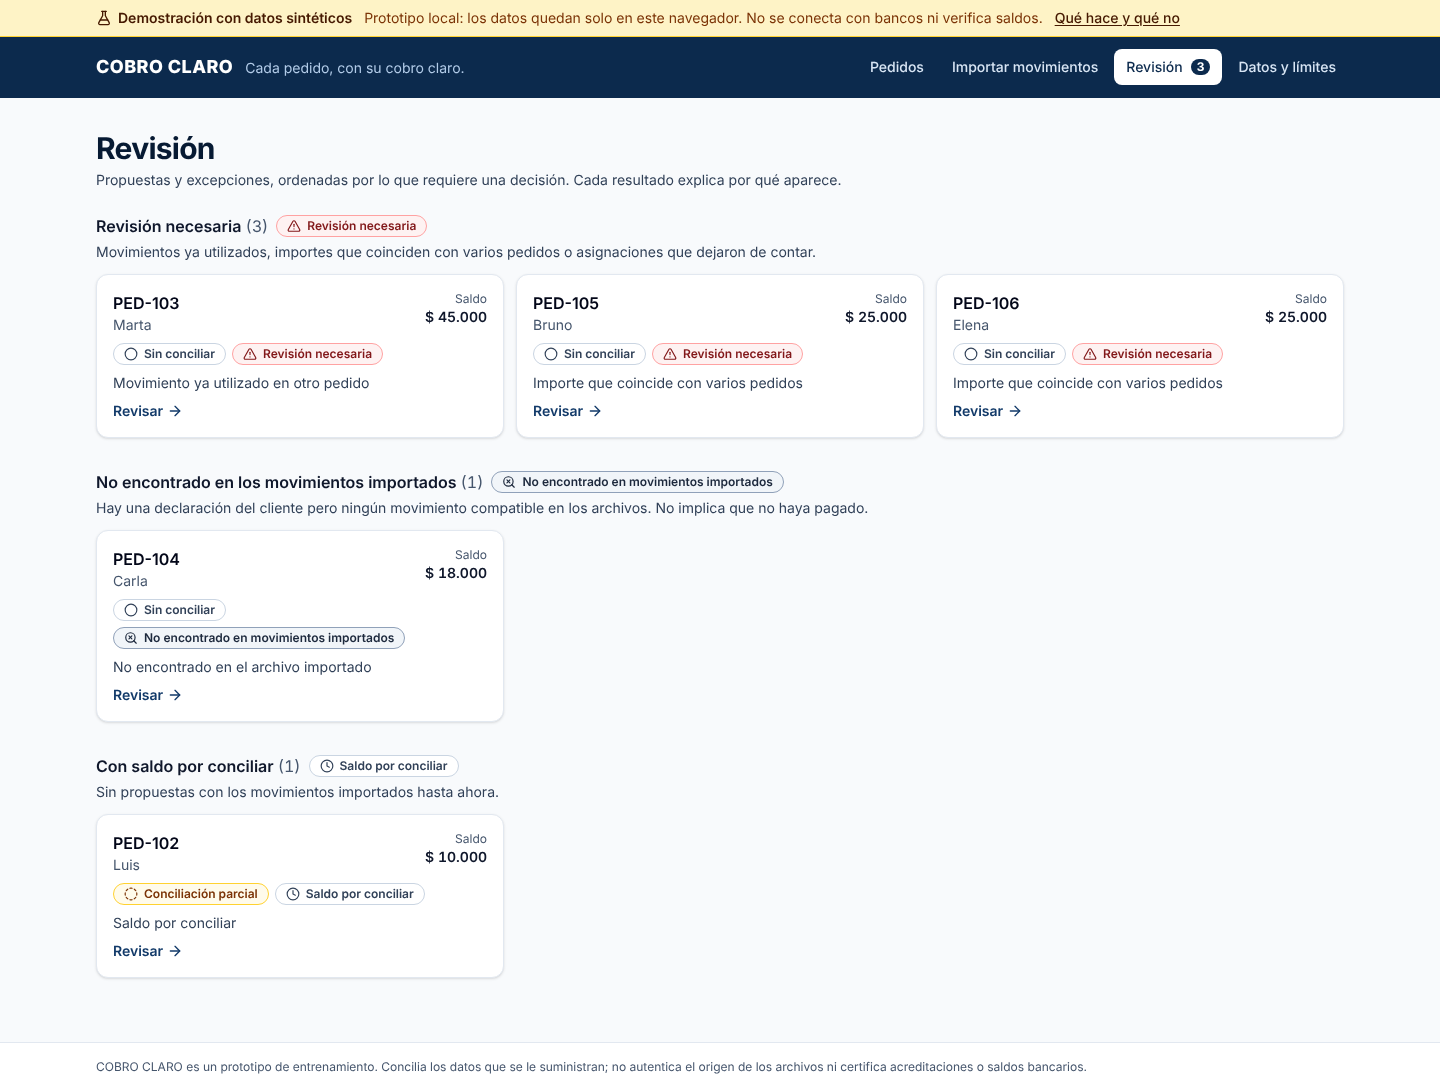 Demostración con datos sintéticos Prototipo local: los datos quedan solo en este navegador. No se conecta con bancos ni verifica saldos. Qué hace y qué no
COBRO CLARO Cada pedido, con su cobro claro. Pedidos Importar movimientos Revisión 3 Datos y límites
Revisión
Propuestas y excepciones, ordenadas por lo que requiere una decisión. Cada resultado explica por qué aparece.
Revisión necesaria (3) Revisión necesaria
Movimientos ya utilizados, importes que coinciden con varios pedidos o asignaciones que dejaron de contar.
PED-103
Marta
Saldo
$ 45.000
Sin conciliar Revisión necesaria
Movimiento ya utilizado en otro pedido
Revisar
PED-105
Bruno
Saldo
$ 25.000
Sin conciliar Revisión necesaria
Importe que coincide con varios pedidos
Revisar
PED-106
Elena
Saldo
$ 25.000
Sin conciliar Revisión necesaria
Importe que coincide con varios pedidos
Revisar
No encontrado en los movimientos importados (1) No encontrado en movimientos importados
Hay una declaración del cliente pero ningún movimiento compatible en los archivos. No implica que no haya pagado.
PED-104
Carla
Saldo
$ 18.000
Sin conciliar
No encontrado en movimientos importados
No encontrado en el archivo importado
Revisar
Con saldo por conciliar (1) Saldo por conciliar
Sin propuestas con los movimientos importados hasta ahora.
PED-102
Luis
Saldo
$ 10.000
Conciliación parcial Saldo por conciliar
Saldo por conciliar
Revisar
COBRO CLARO es un prototipo de entrenamiento. Concilia los datos que se le suministran; no autentica el origen de los archivos ni certifica acreditaciones o saldos bancarios.